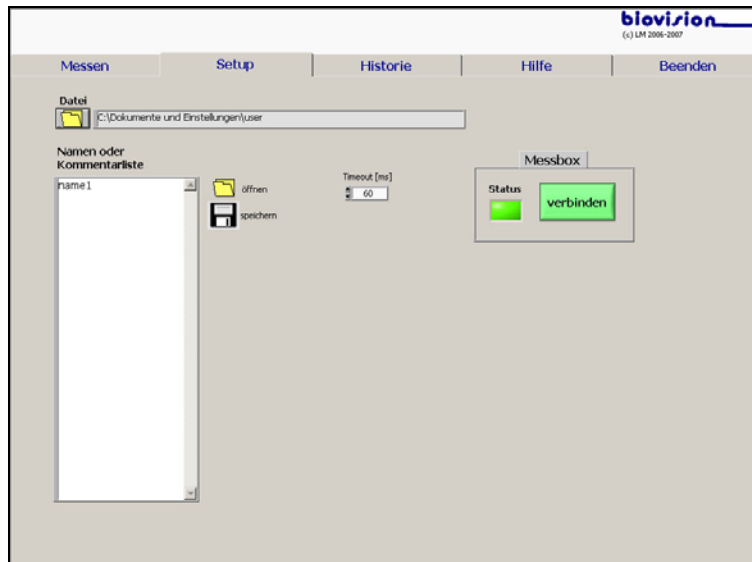 biovision
(c) LM 2006-2007
Messen Setup Historie Hilfe Beenden
Datei
C:\Dokumente und Einstellungen\user
Namen oder
Kommentarliste
name1
öffnen
speichern
Timeout [ms]
60
Messbox
Status
verbinden